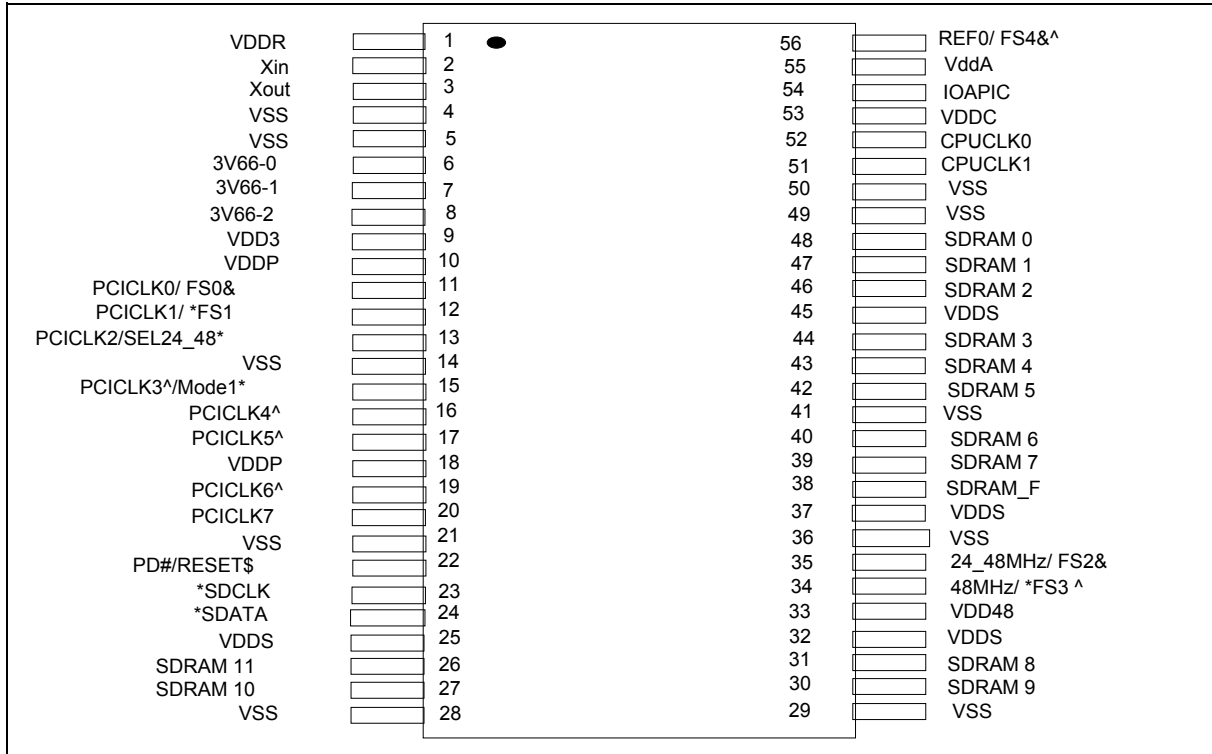 VDDR 1 56 REF0/ FS4&^
Xin 2 55 VddA
Xout 3 54 IOAPIC
VSS 4 53 VDDC
VSS 5 52 CPUCLK0
3V66-0 6 51 CPUCLK1
3V66-1 7 50 VSS
3V66-2 8 49 VSS
VDD3 9 48 SDRAM 0
VDDP 10 47 SDRAM 1
PCICLK0/ FS0& 11 46 SDRAM 2
PCICLK1/ *FS1 12 45 VDDS
PCICLK2/SEL24_48* 13 44 SDRAM 3
VSS 14 43 SDRAM 4
PCICLK3^/Mode1* 15 42 SDRAM 5
PCICLK4^ 16 41 VSS
PCICLK5^ 17 40 SDRAM 6
VDDP 18 39 SDRAM 7
PCICLK6^ 19 38 SDRAM_F
PCICLK7 20 37 VDDS
VSS 21 36 VSS
PD#/RESET$ 22 35 24_48MHz/ FS2&
*SDCLK 23 34 48MHz/ *FS3 ^
*SDATA 24 33 VDD48
VDDS 25 32 VDDS
SDRAM 11 26 31 SDRAM 8
SDRAM 10 27 30 SDRAM 9
VSS 28 29 VSS